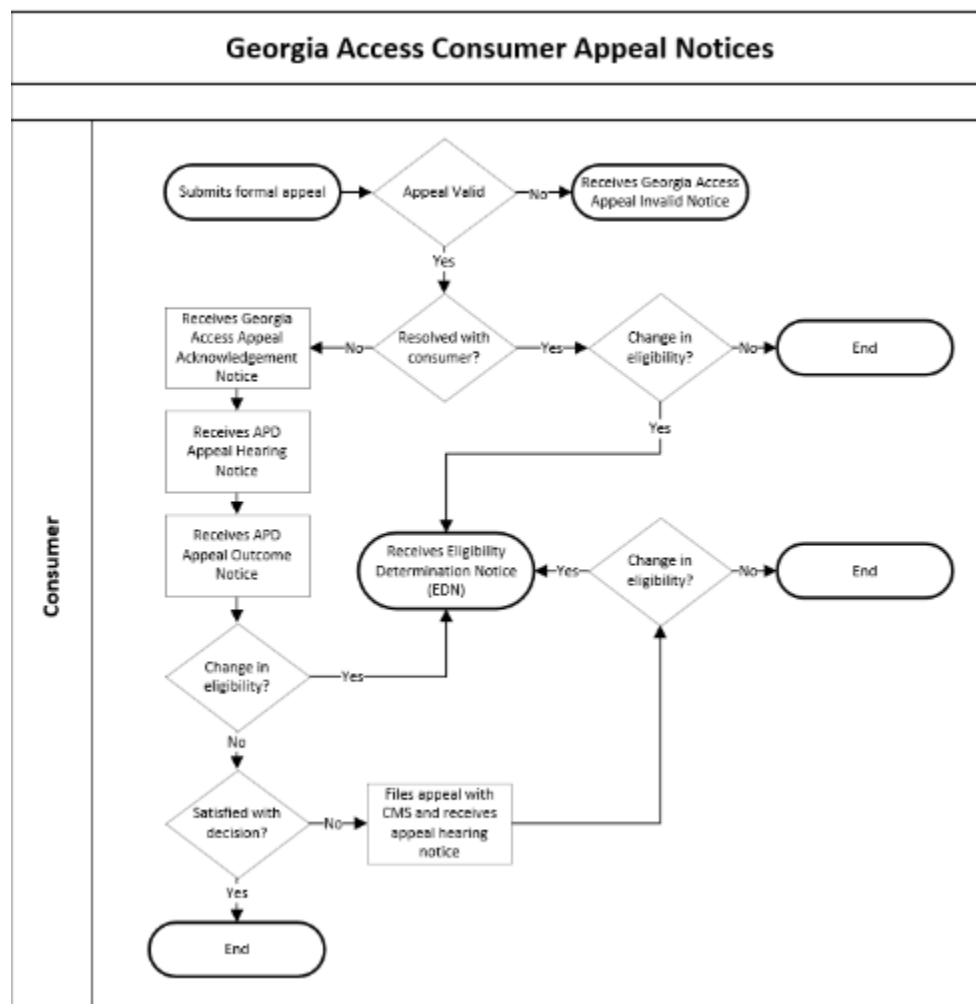 Georgia Access Consumer Appeal Notices
Consumer
Submits formal appeal
Appeal Valid
No
Receives Georgia Access
Appeal Invalid Notice
Yes
Receives Georgia
Access Appeal
Acknowledgement
Notice
No
Resolved with
consumer?
Yes
Change in
eligibility?
No
End
Yes
Receives APD
Appeal Hearing
Notice
Receives APD
Appeal Outcome
Notice
Receives Eligibility
Determination Notice
(EDN)
Yes
Change in
eligibility?
No
End
Change in
eligibility?
Yes
No
Satisfied with
decision?
No
Files appeal with
CMS and receives
appeal hearing
notice
Yes
End